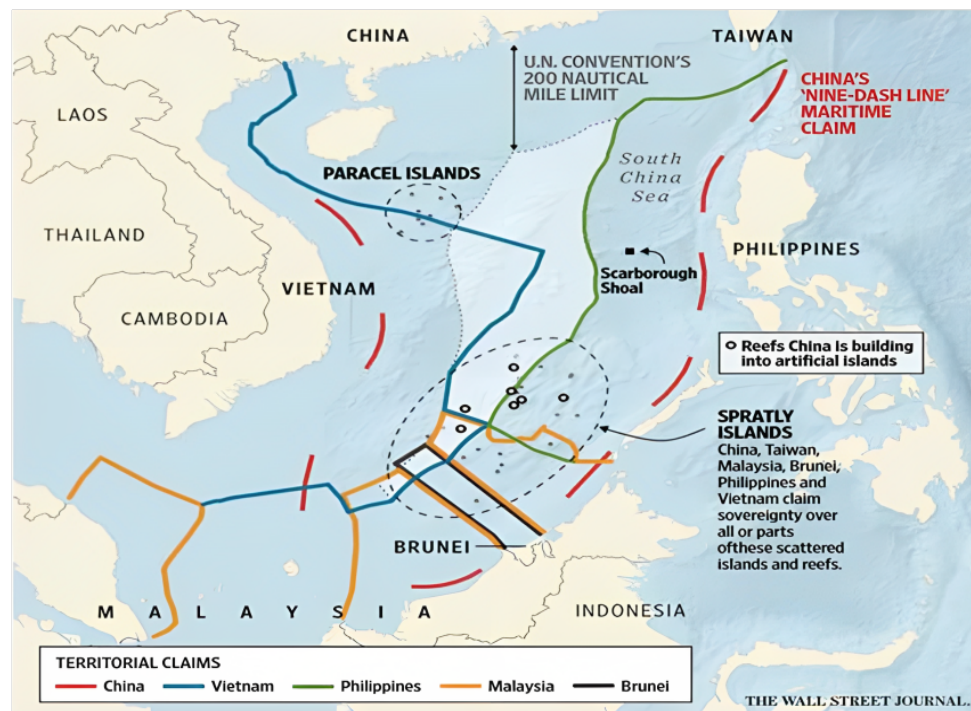 CHINA
TAIWAN
U.N. CONVENTION'S
200 NAUTICAL
MILE LIMIT
CHINA'S
'NINE-DASH LINE'
MARITIME
CLAIM
LAOS
South
China
Sea
PARACEL ISLANDS
THAILAND
PHILIPPINES
Scarborough
Shoal
VIETNAM
CAMBODIA
Reefs China is building
into artificial islands
SPRATLY
ISLANDS
China, Taiwan,
Malaysia, Brunei,
Philippines and
Vietnam claim
sovereignty over
all or parts
ofthese scattered
islands and reefs.
BRUNEI
MALAYSIA
INDONESIA
TERRITORIAL CLAIMS
China Vietnam Philippines Malaysia Brunei
THE WALL STREET JOURNAL.